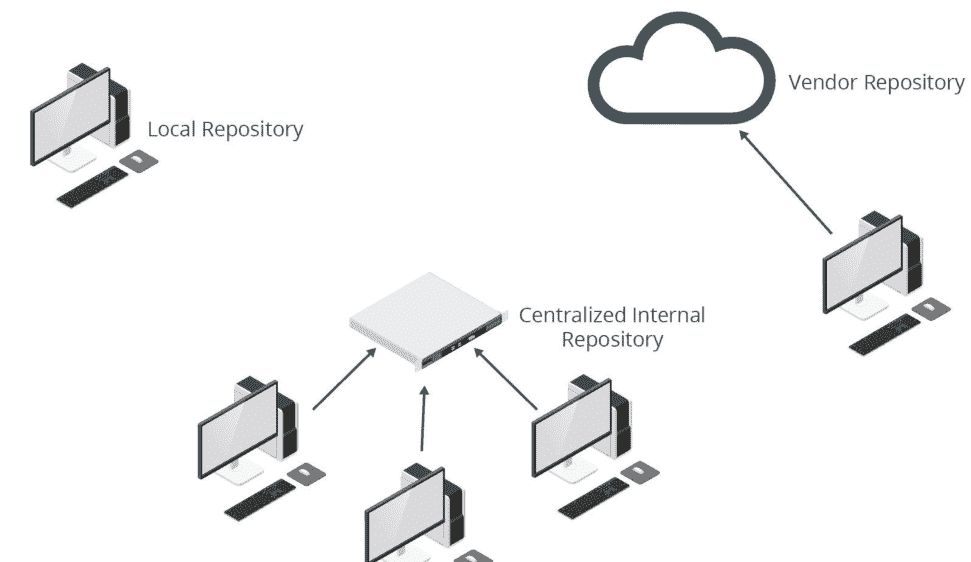 Vendor Repository
Local Repository
Centralized Internal
Repository